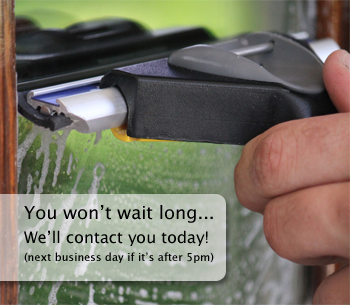 You won't wait long...
We'll contact you today!
(next business day if it's after 5pm)